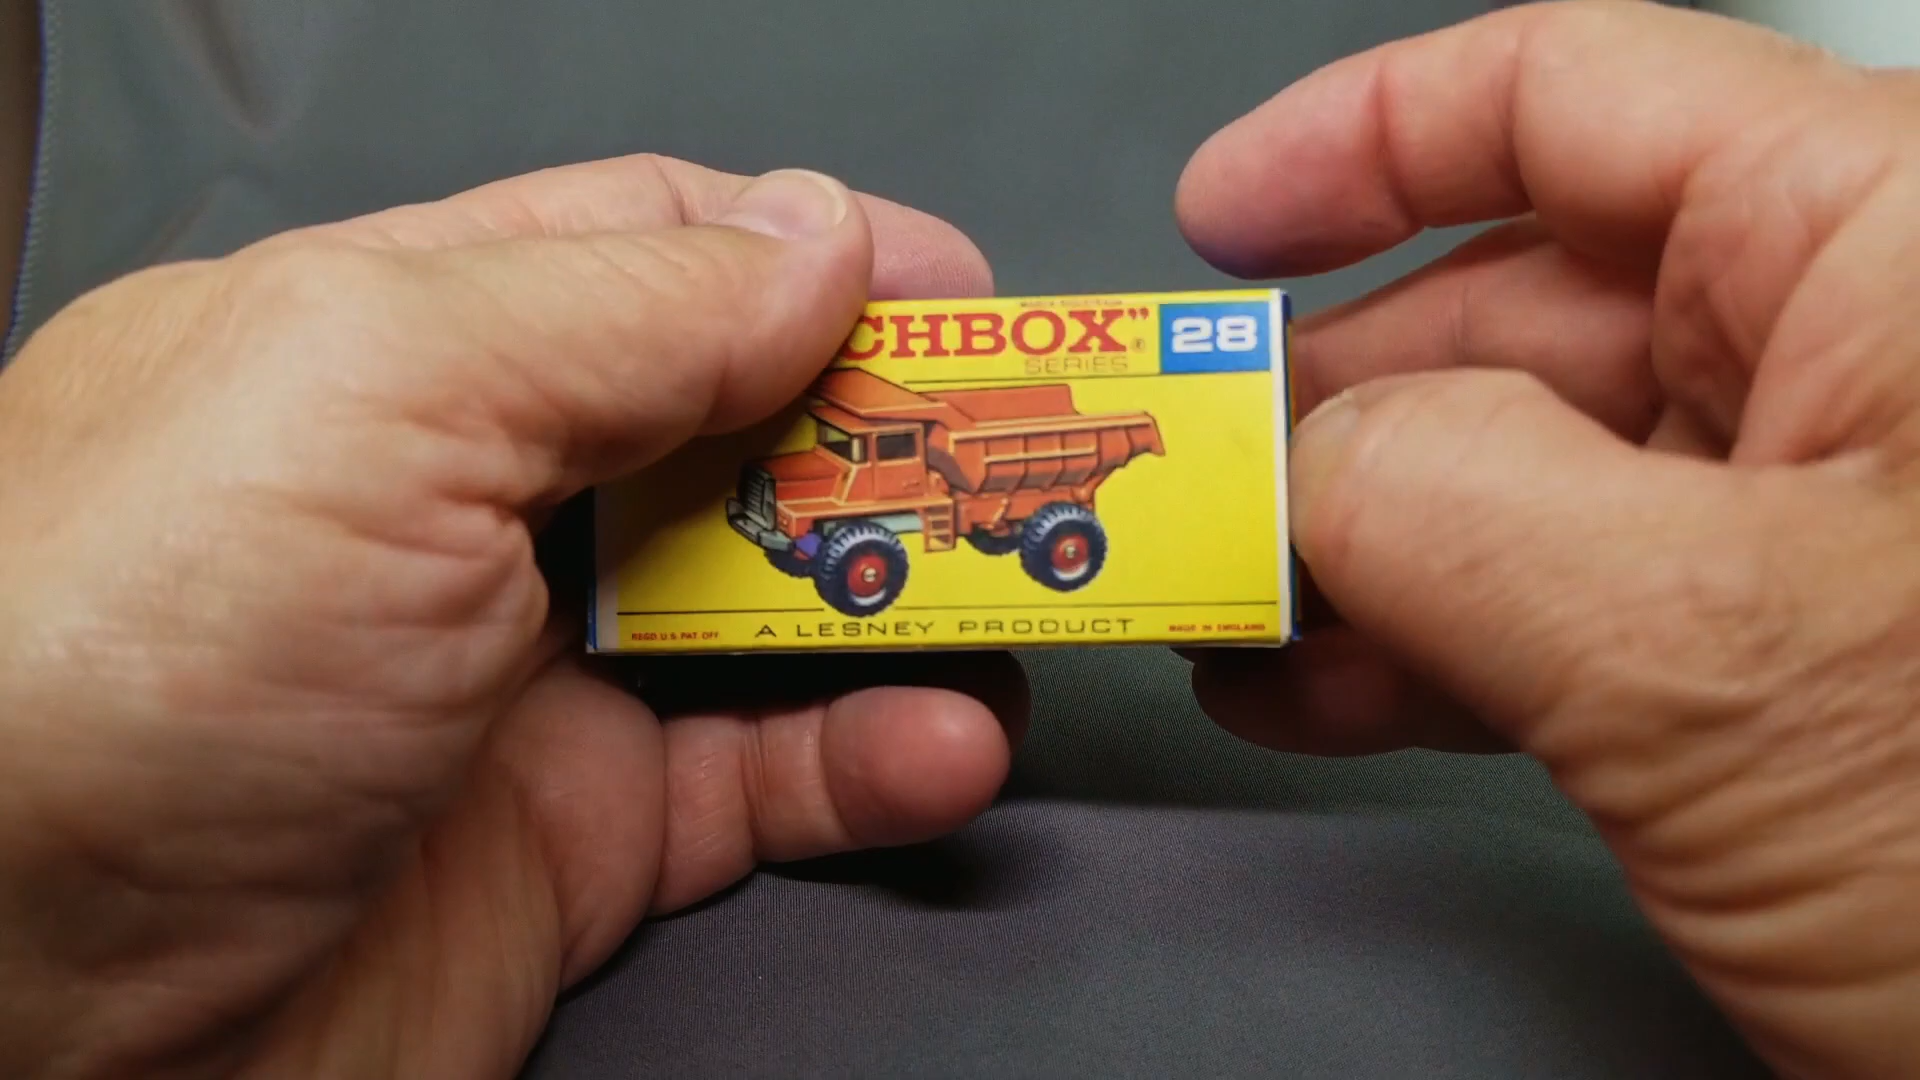 CHBOX”® 28
SERIES
REGD. U.S. PAT. OFF A LESNEY PRODUCT MADE IN ENGLAND